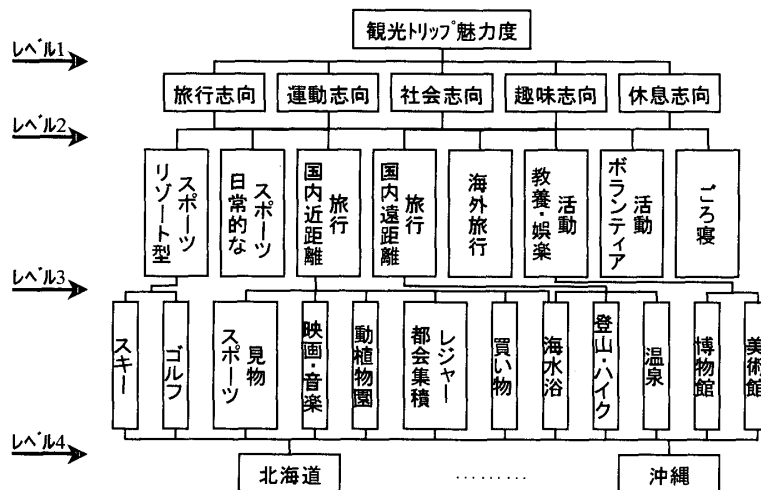 観光トリップ魅力度
レベル1
旅行志向
運動志向
社会志向
趣味志向
休息志向
レベル2
スポーツ
リゾート型
スポーツ
日常的な
旅行
国内近距離
旅行
国内遠距離
海外旅行
活動
教養・娯楽
活動
ボランティア
ごろ寝
レベル3
スキー
ゴルフ
見物
スポーツ
映画・音楽
動植物園
レジャー
都会集積
買い物
海水浴
登山・ハイク
温泉
博物館
美術館
レベル4
北海道
………
沖縄